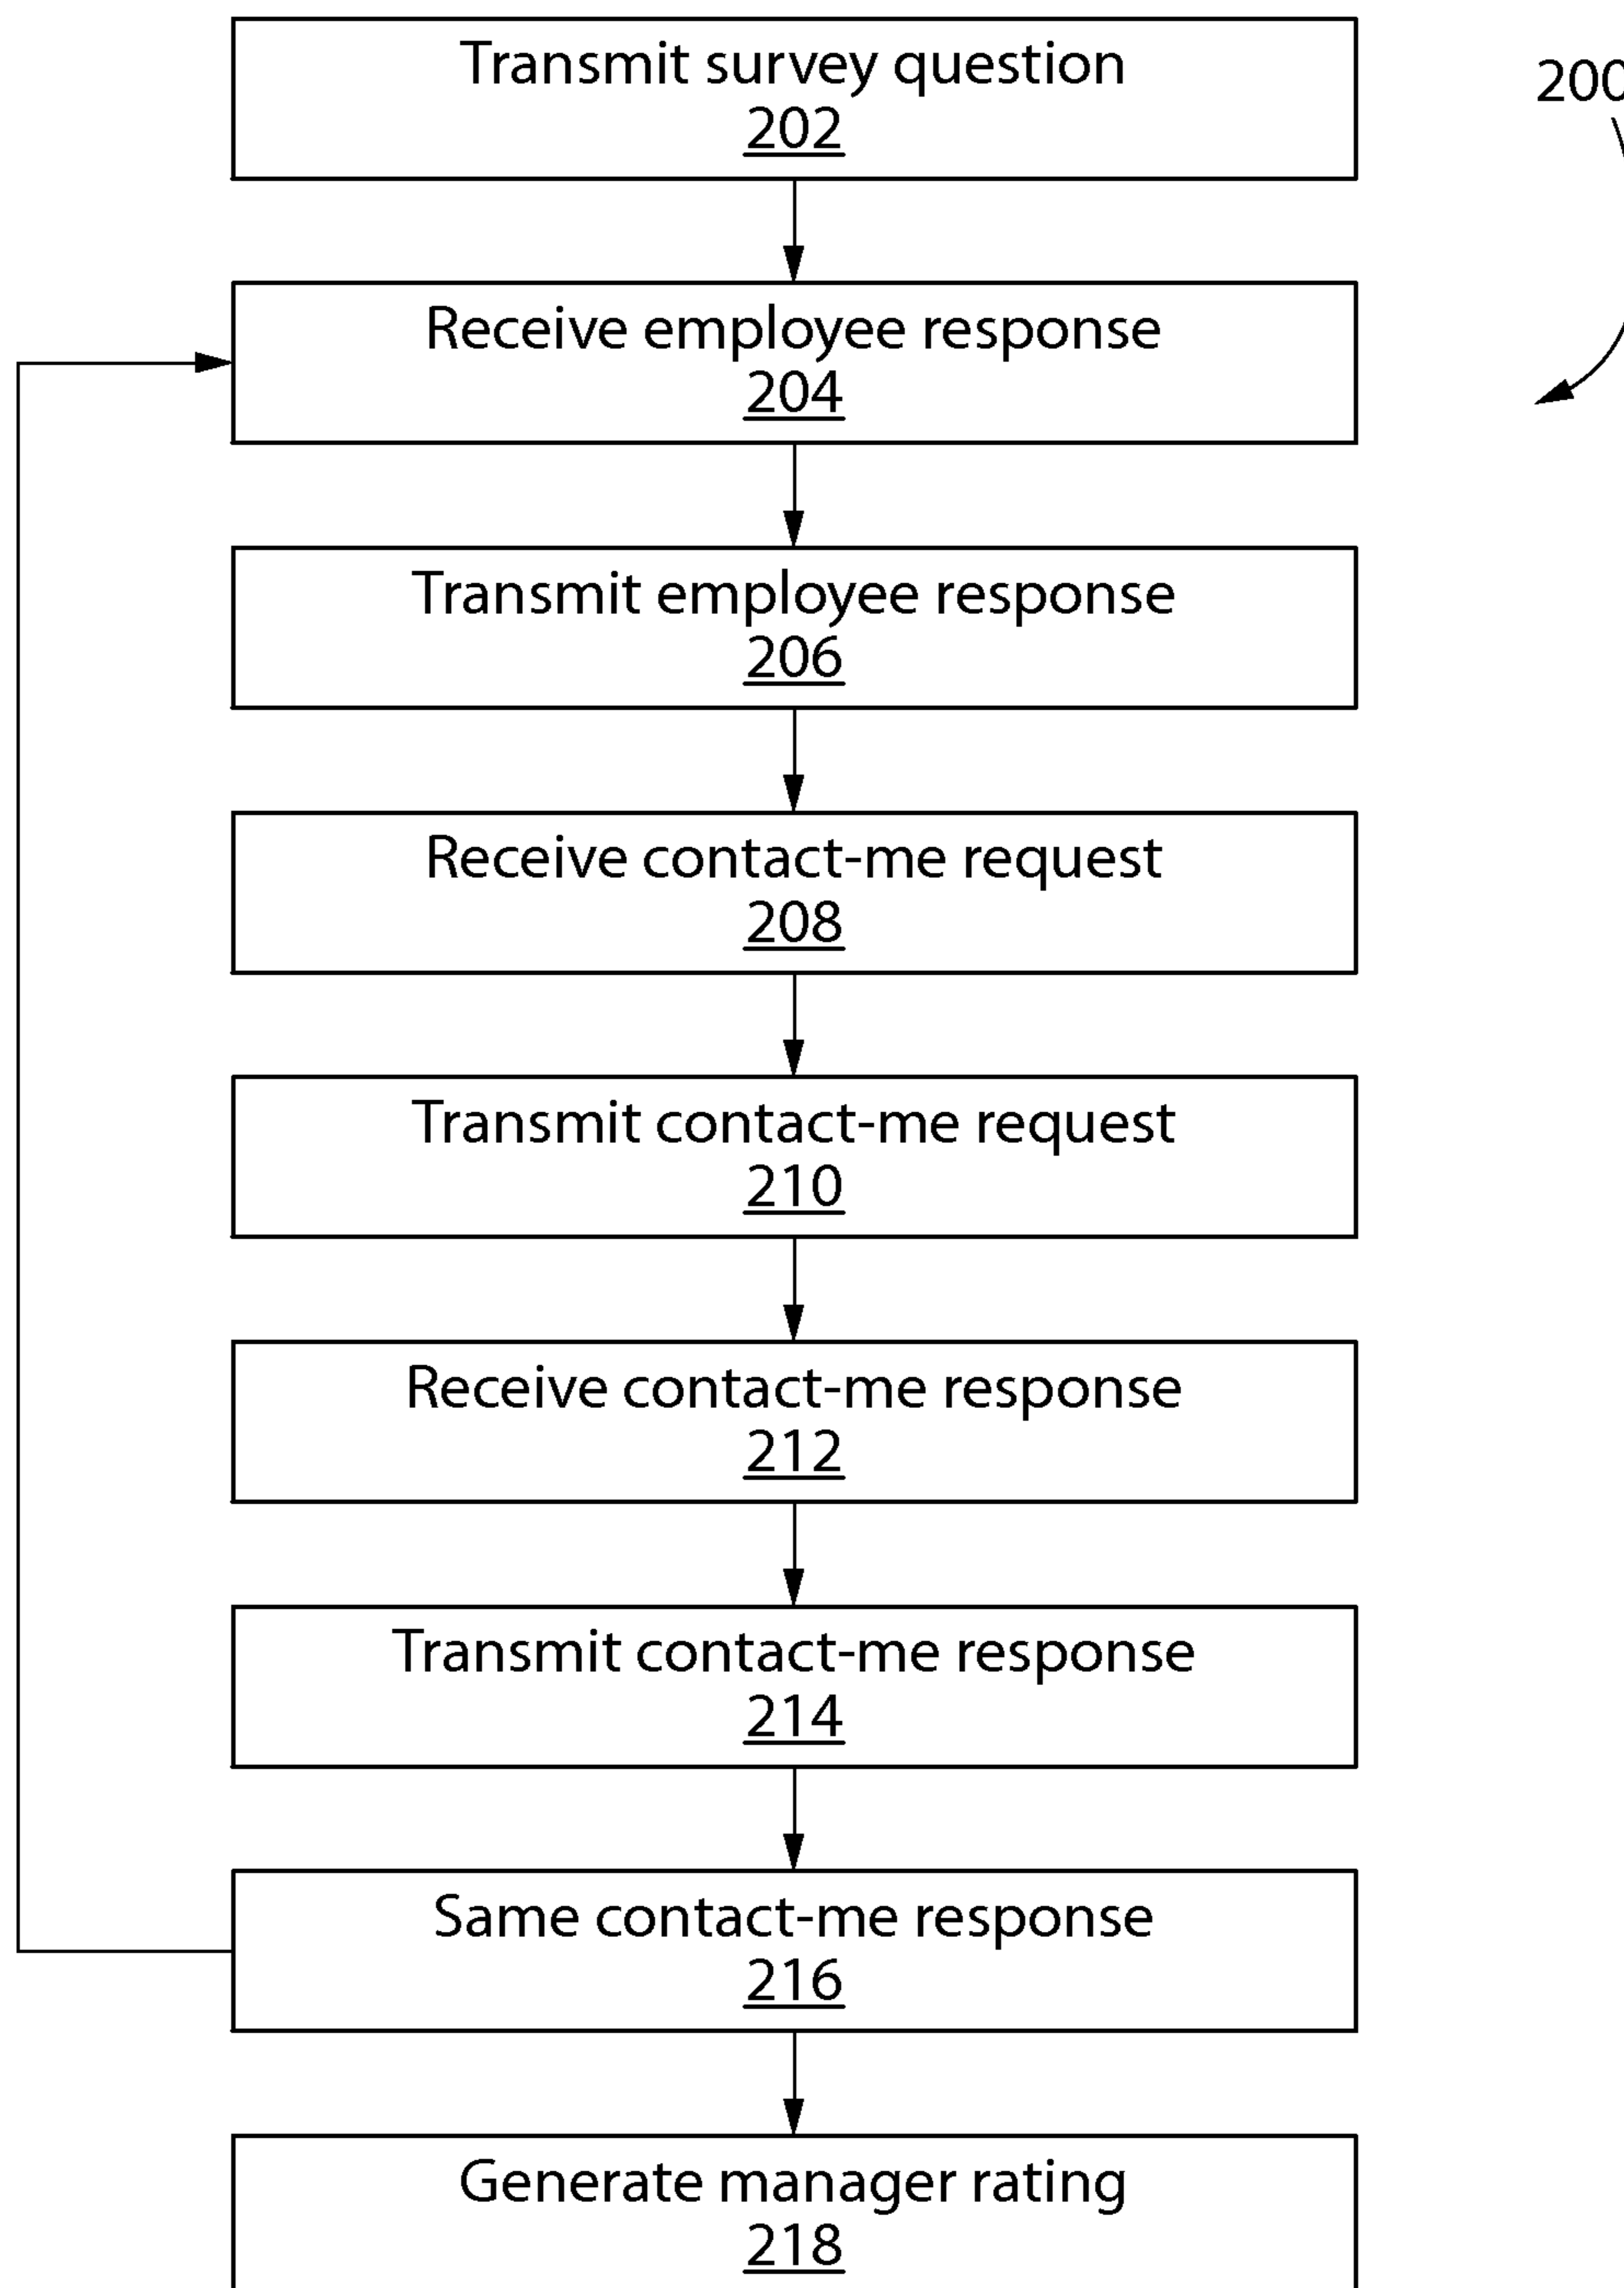 Transmit survey question
202
200
Receive employee response
204
Transmit employee response
206
Receive contact-me request
208
Transmit contact-me request
210
Receive contact-me response
212
Transmit contact-me response
214
Same contact-me response
216
Generate manager rating
218